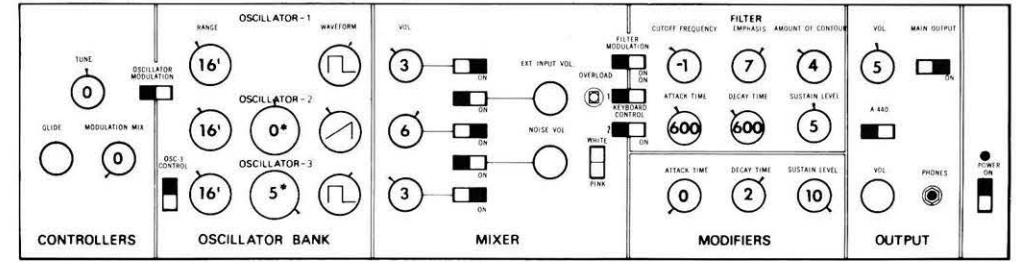 OSCILLATOR-1
RANGE
WAVEFORM
16'
TUNE
0
OSCILLATOR
MODULATION
OSCILLATOR-2
16'
0*
GLIDE
MODULATION MIX
0
OSC-3
CONTROL
OSCILLATOR-3
16'
5*
CONTROLLERS
OSCILLATOR BANK
VOL
3
ON
EXT INPUT VOL
OVERLOAD
ON
6
ON
NOISE VOL
WHITE
PINK
ON
3
ON
MIXER
FILTER
FILTER
MODULATION
ON
ON
1
KEYBOARD
CONTROL
2
ON
CUTOFF FREQUENCY
EMPHASIS
AMOUNT OF CONTOUR
-1
7
4
ATTACK TIME
DECAY TIME
SUSTAIN LEVEL
600
600
5
ATTACK TIME
DECAY TIME
SUSTAIN LEVEL
0
2
10
MODIFIERS
VOL
MAIN OUTPUT
5
ON
A-440
VOL
PHONES
OUTPUT
POWER
ON